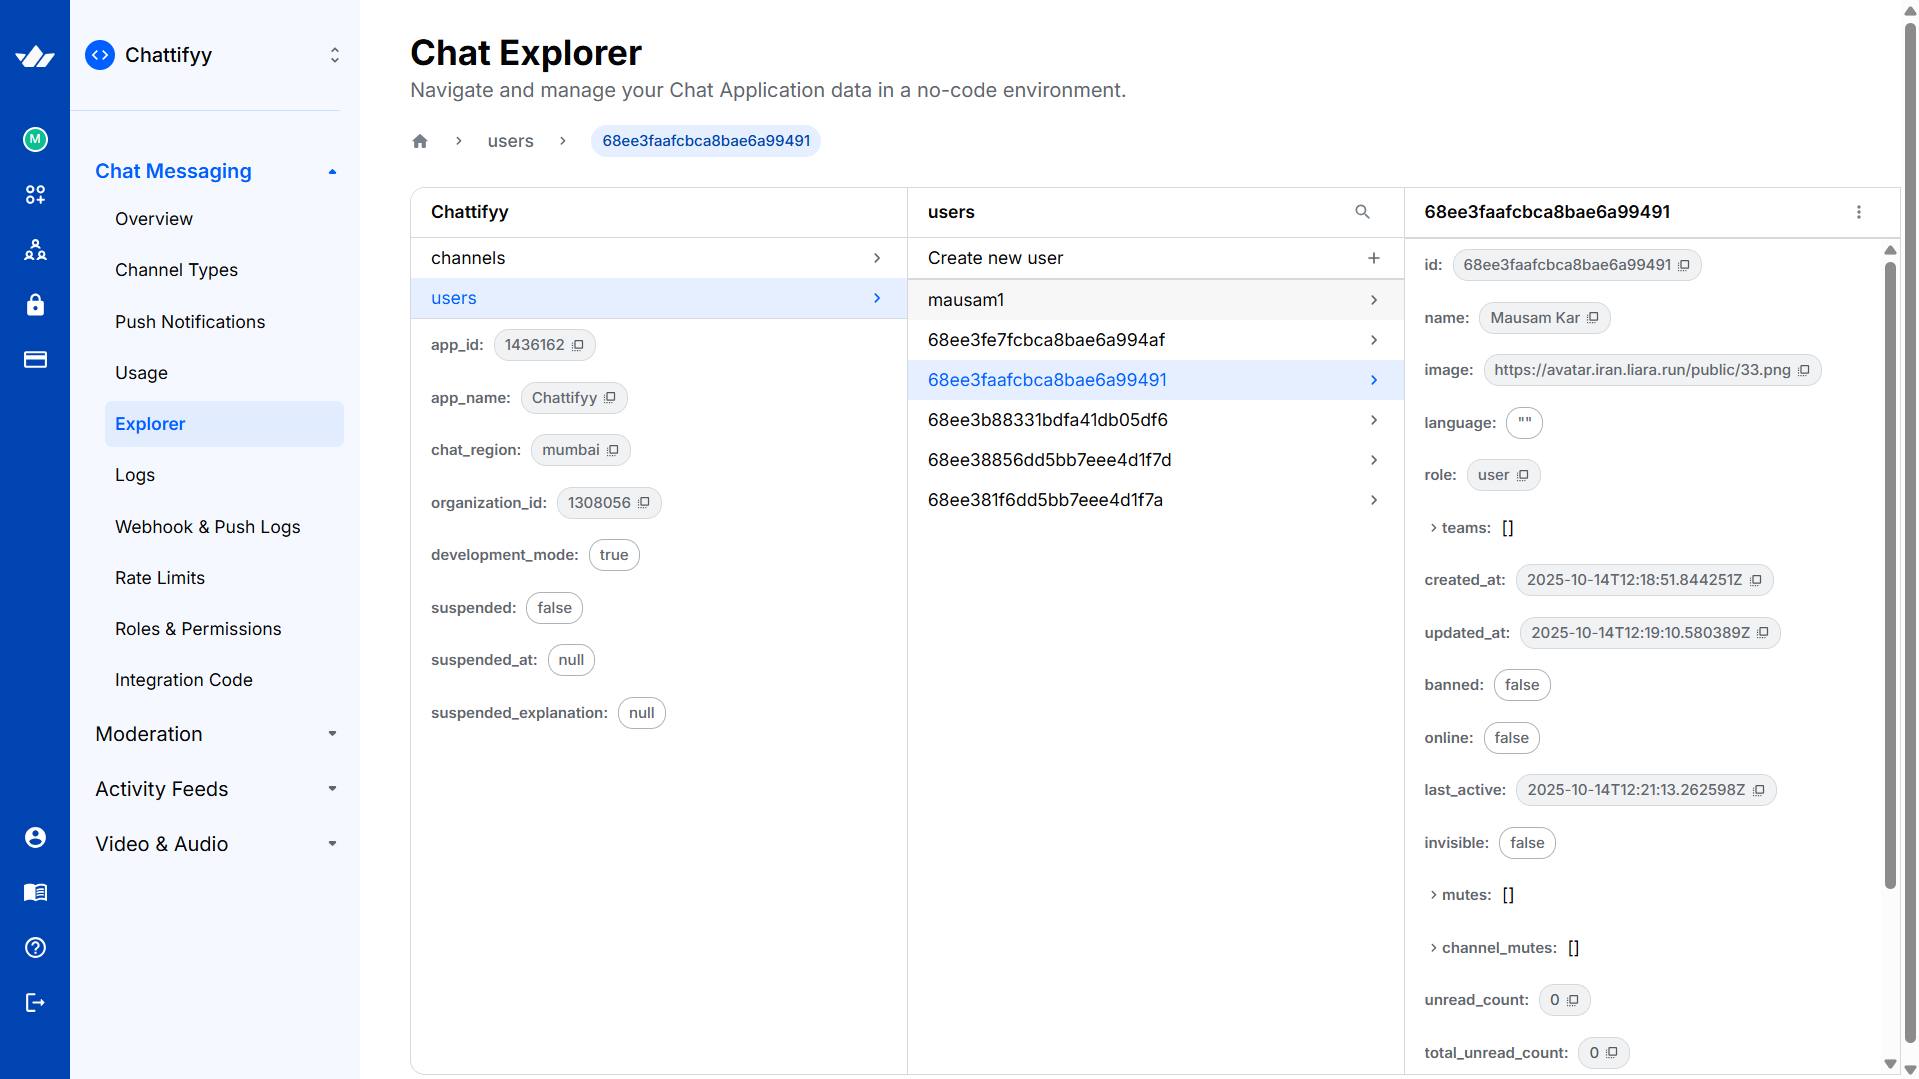 Chattifyy
M
Chat Messaging
Overview
Channel Types
Push Notifications
Usage
Explorer
Logs
Webhook & Push Logs
Rate Limits
Roles & Permissions
Integration Code
Moderation
Activity Feeds
Video & Audio
Chat Explorer
Navigate and manage your Chat Application data in a no-code environment.
users
68ee3faafcbca8bae6a99491
Chattifyy
channels
users
app_id: 1436162
app_name: Chattifyy
chat_region: mumbai
organization_id: 1308056
development_mode: true
suspended: false
suspended_at: null
suspended_explanation: null
users
Create new user
mausam1
68ee3fe7fcbca8bae6a994af
68ee3faafcbca8bae6a99491
68ee3b88331bdfa41db05df6
68ee38856dd5bb7eee4d1f7d
68ee381f6dd5bb7eee4d1f7a
68ee3faafcbca8bae6a99491
id: 68ee3faafcbca8bae6a99491
name: Mausam Kar
image: https://avatar.iran.liara.run/public/33.png
language: ""
role: user
teams: []
created_at: 2025-10-14T12:18:51.844251Z
updated_at: 2025-10-14T12:19:10.580389Z
banned: false
online: false
last_active: 2025-10-14T12:21:13.262598Z
invisible: false
mutes: []
channel_mutes: []
unread_count: 0
total_unread_count: 0